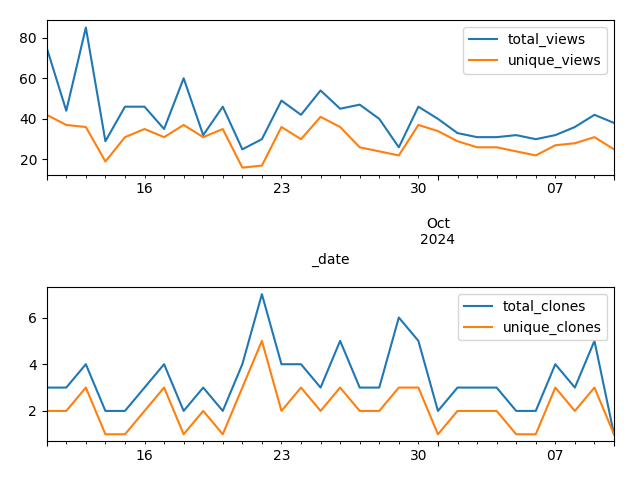 80
60
40
20
total_views
unique_views
16
23
30
07
Oct
2024
_date
6
4
2
total_clones
unique_clones
16
23
30
07